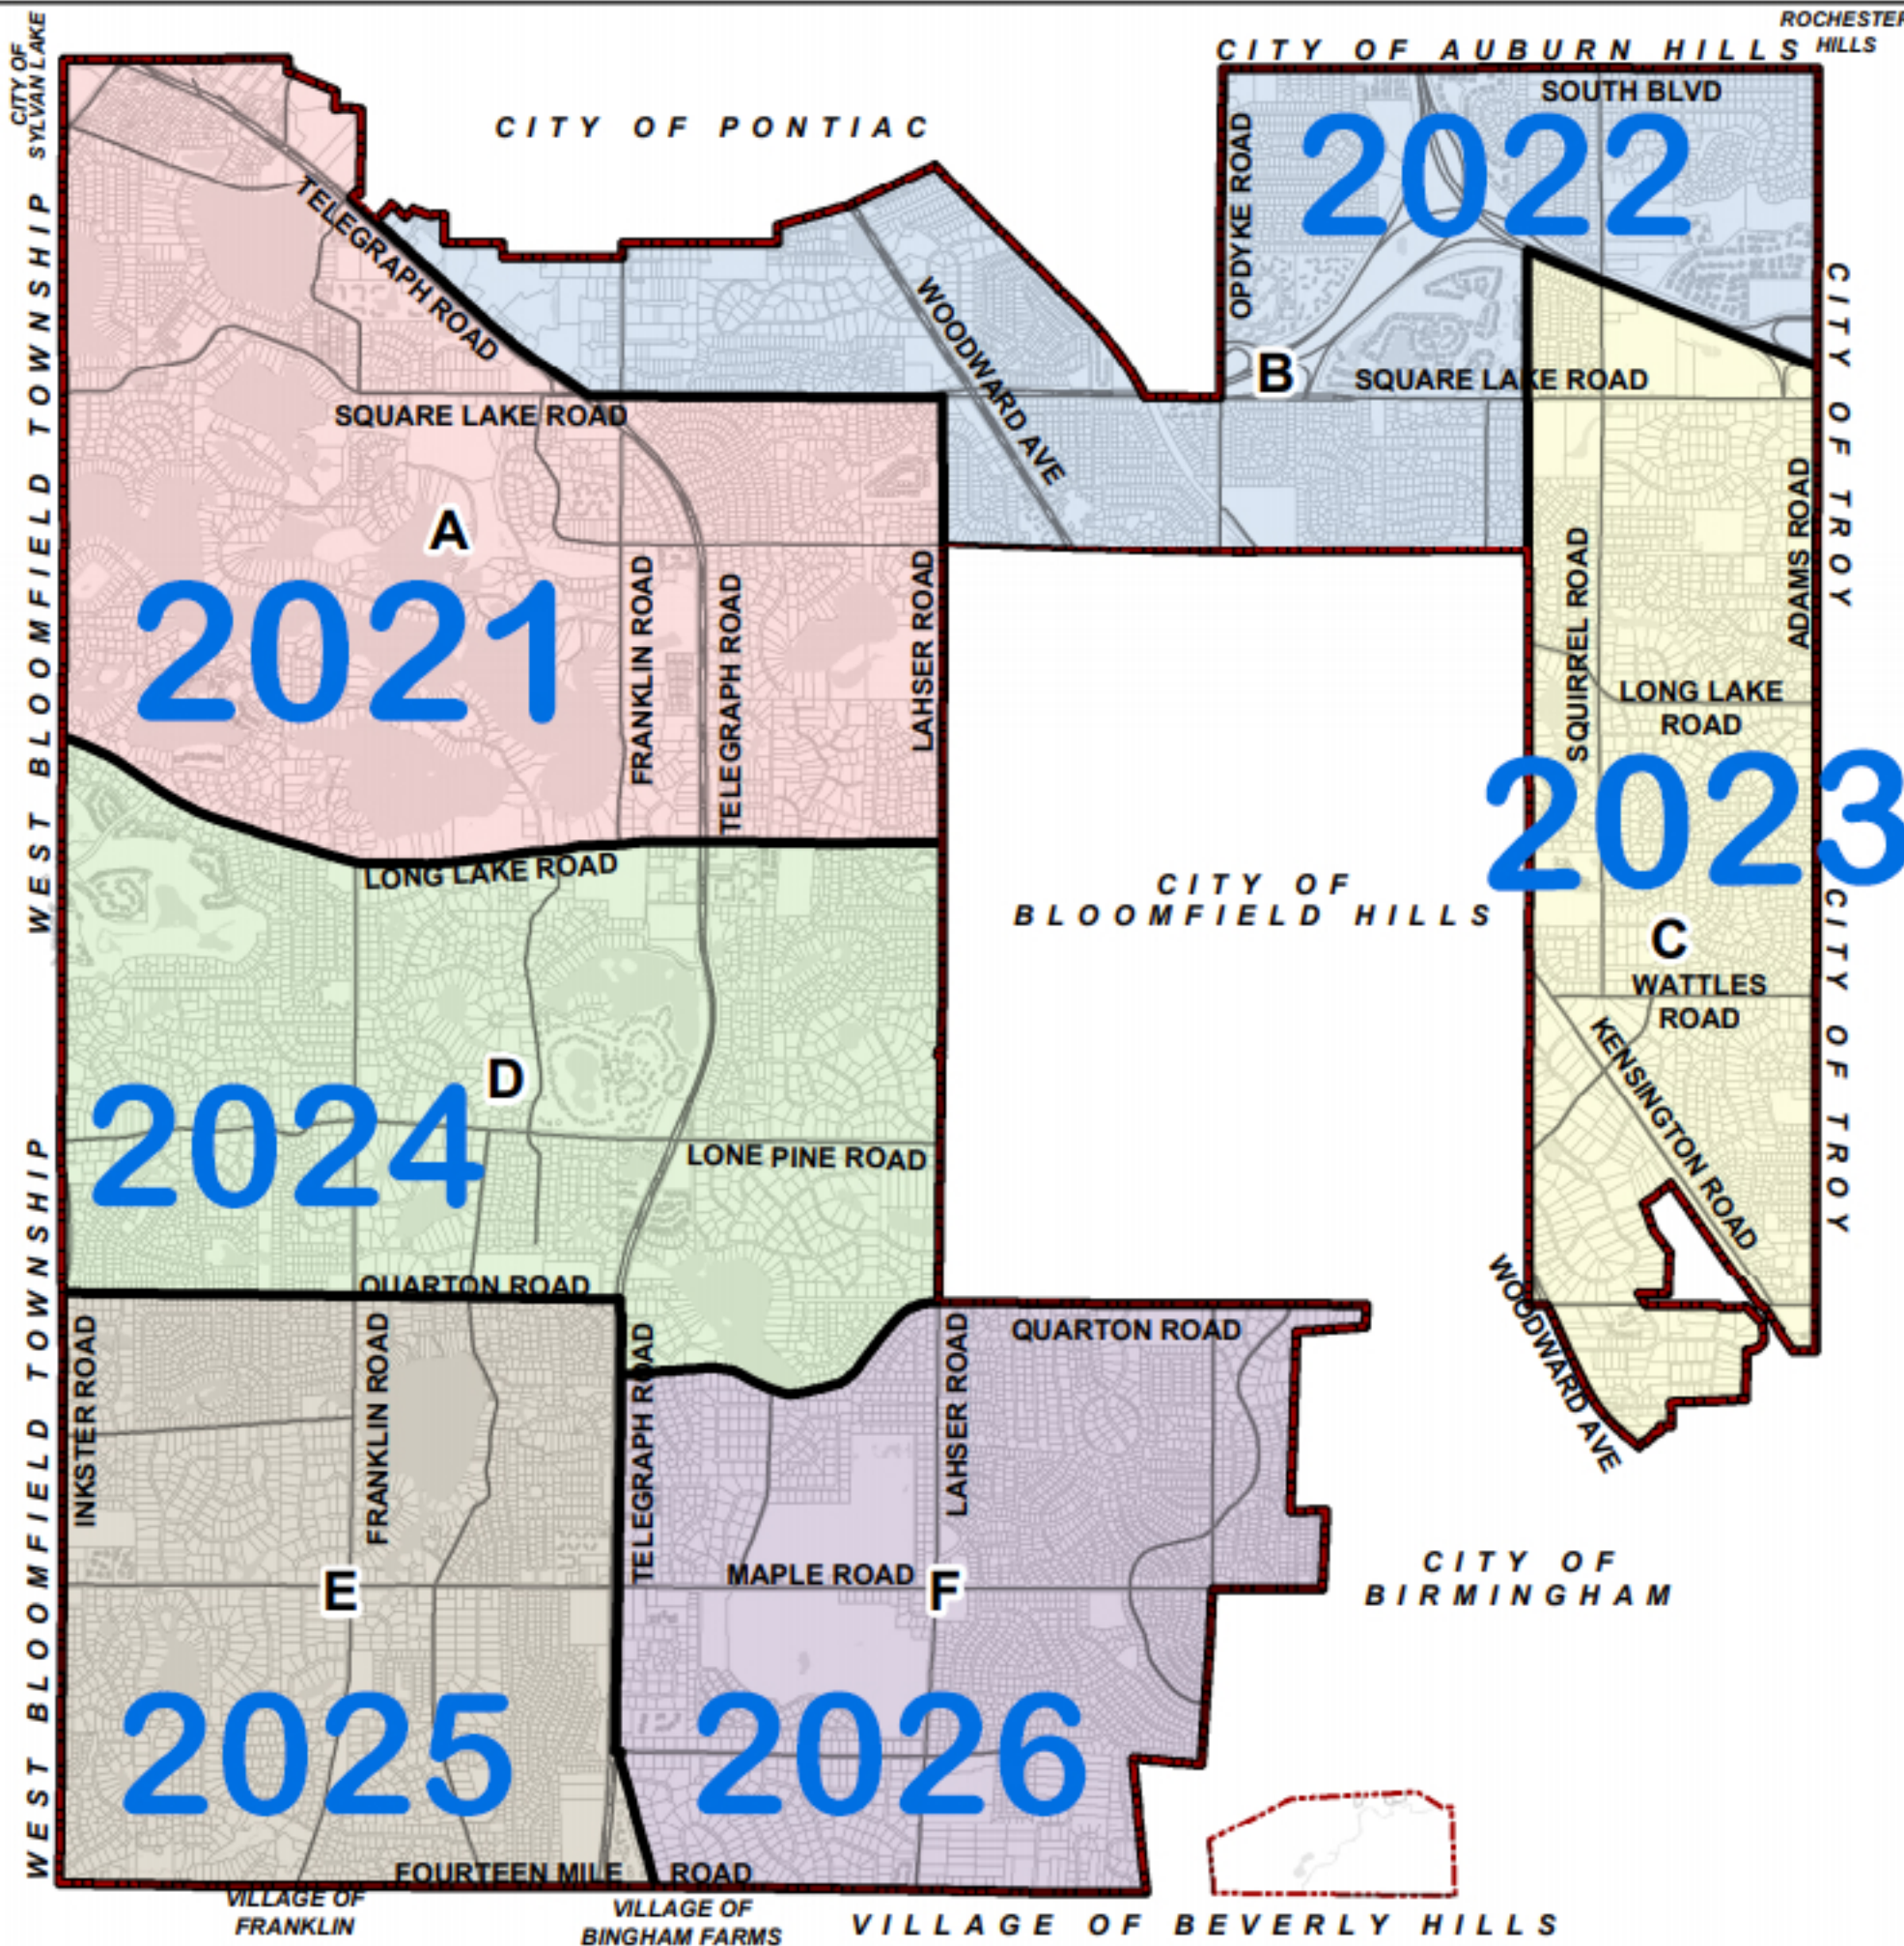 ROCHESTER
HILLS
CITY OF
SYLVAN LAKE
CITY OF AUBURN HILLS
SOUTH BLVD
CITY OF PONTIAC
2022
OPDYKE ROAD
TELEGRAPH ROAD
WOODWARD AVE
B
SQUARE LAKE ROAD
SQUARE LAKE ROAD
WEST BLOOMFIELD TOWNSHIP
CITY OF TROY
A
2021
FRANKLIN ROAD
TELEGRAPH ROAD
LAHSER ROAD
SQUIRREL ROAD
ADAMS ROAD
LONG LAKE
ROAD
2023
LONG LAKE ROAD
CITY OF
BLOOMFIELD HILLS
C
WATTLES
ROAD
CITY OF TROY
KENSINGTON ROAD
D
2024
LONE PINE ROAD
QUARTON ROAD
WOODWARD AVE
WEST BLOOMFIELD TOWNSHIP
INKSTER ROAD
FRANKLIN ROAD
TELEGRAPH ROAD
LAHSER ROAD
QUARTON ROAD
E
MAPLE ROAD
F
CITY OF
BIRMINGHAM
2025
2026
FOURTEEN MILE ROAD
VILLAGE OF
FRANKLIN
VILLAGE OF
BINGHAM FARMS
VILLAGE OF BEVERLY HILLS